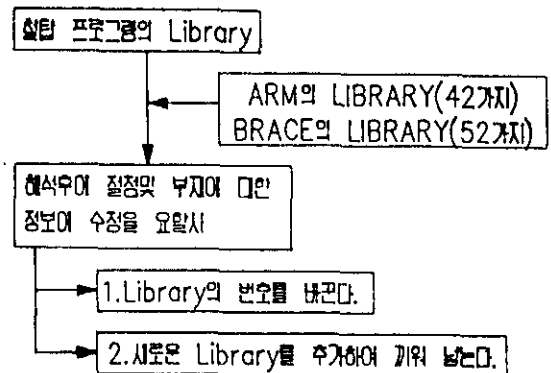 철탑 프로그램의 Library
ARM의 LIBRARY(42가지)
BRACE의 LIBRARY(52가지)
해석후에 절점및 부재에 대한
정보에 수정을 요할시
1.Library의 번호를 바꾼다.
2.새로운 Library를 추가하여 끼워 넣는다.